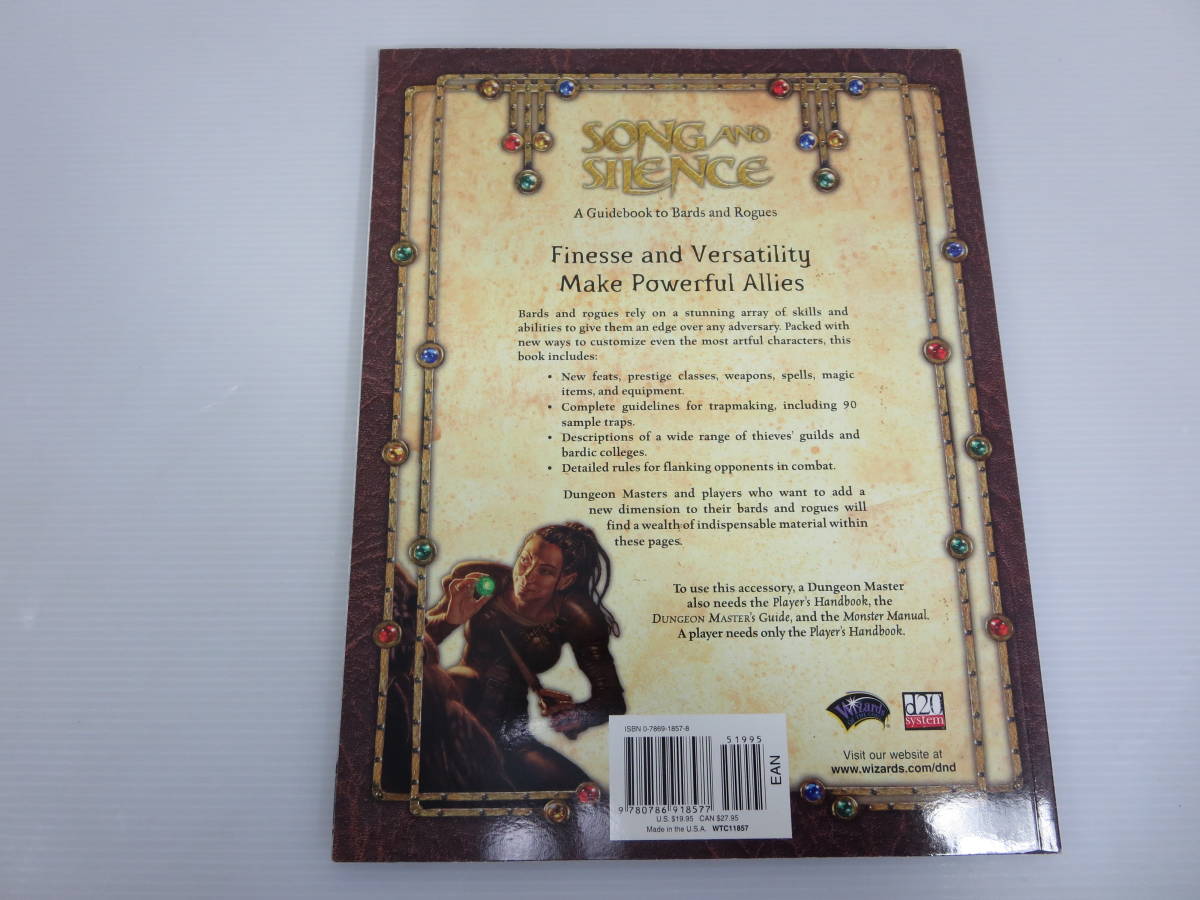 SONG AND
SILENCE
A Guidebook to Bards and Rogues
Finesse and Versatility
Make Powerful Allies
Bards and rogues rely on a stunning array of skills and
abilities to give them an edge over any adversary. Packed with
new ways to customize even the most artful characters, this
book includes:
• New feats, prestige classes, weapons, spells, magic
items, and equipment.
• Complete guidelines for trapmaking, including 90
sample traps.
• Descriptions of a wide range of thieves' guilds and
bardic colleges.
• Detailed rules for flanking opponents in combat.
Dungeon Masters and players who want to add a
new dimension to their bards and rogues will
find a wealth of indispensable material within
these pages.
To use this accessory, a Dungeon Master
also needs the Player's Handbook, the
DUNGEON MASTER'S Guide, and the Monster Manual.
A player needs only the Player's Handbook.
Wizards
OF THE COAST
d20
system
Visit our website at
www.wizards.com/dnd
ISBN 0-7869-1857-8
51995
EAN
9 780786 918577
U.S. $19.95 CAN $27.95
Made in the U.S.A. WTC11857